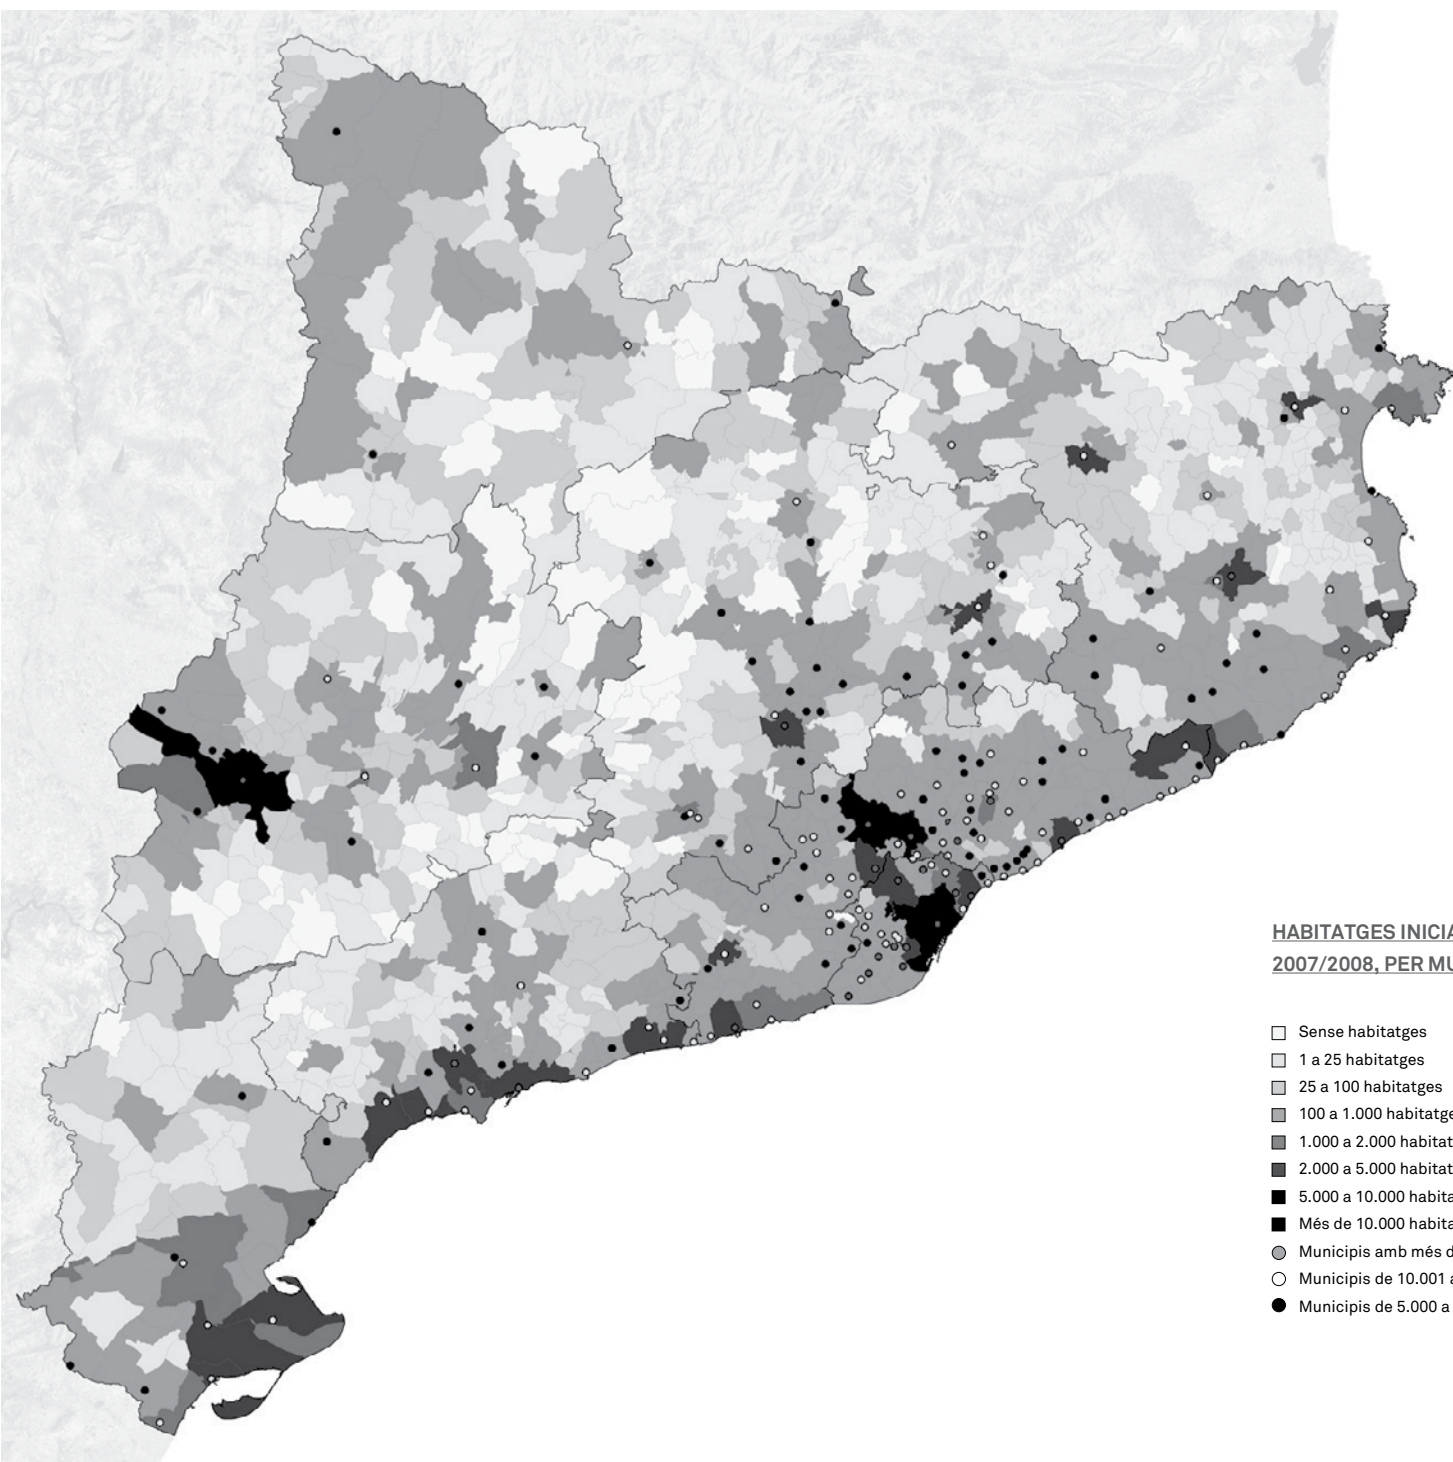 HABITATGES INICIA
2007/2008, PER MU
Sense habitatges
1 a 25 habitatges
25 a 100 habitatges
100 a 1.000 habitatge
1.000 a 2.000 habitat
2.000 a 5.000 habitat
5.000 a 10.000 habita
Més de 10.000 habita
Municipis amb més d
Municipis de 10.001 a
Municipis de 5.000 a